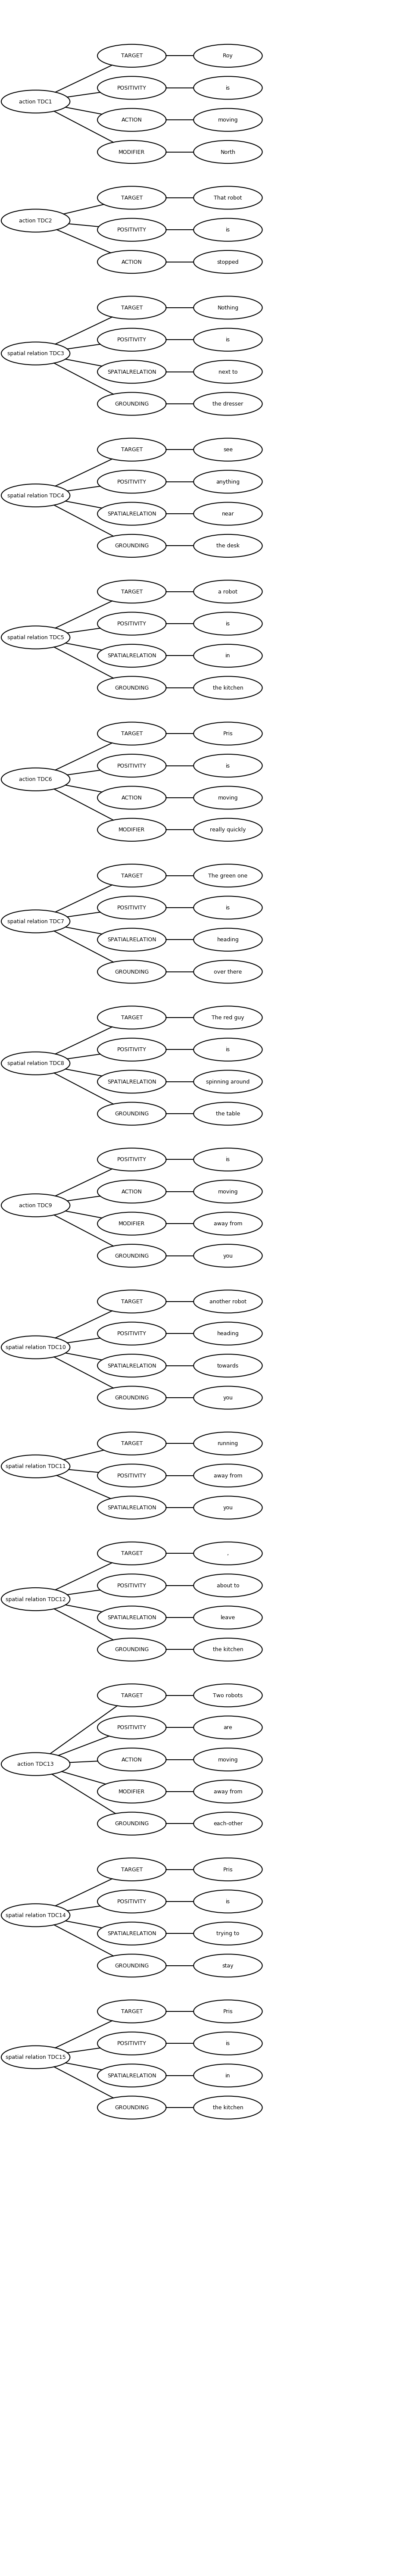 TARGET Roy
POSITIVITY is
action TDC1
ACTION moving
MODIFIER North
TARGET That robot
action TDC2
POSITIVITY is
ACTION stopped
TARGET Nothing
POSITIVITY is
spatial relation TDC3
SPATIALRELATION next to
GROUNDING the dresser
TARGET see
POSITIVITY anything
spatial relation TDC4
SPATIALRELATION near
GROUNDING the desk
TARGET a robot
POSITIVITY is
spatial relation TDC5
SPATIALRELATION in
GROUNDING the kitchen
TARGET Pris
POSITIVITY is
action TDC6
ACTION moving
MODIFIER really quickly
TARGET The green one
POSITIVITY is
spatial relation TDC7
SPATIALRELATION heading
GROUNDING over there
TARGET The red guy
POSITIVITY is
spatial relation TDC8
SPATIALRELATION spinning around
GROUNDING the table
POSITIVITY is
ACTION moving
action TDC9
MODIFIER away from
GROUNDING you
TARGET another robot
POSITIVITY heading
spatial relation TDC10
SPATIALRELATION towards
GROUNDING you
TARGET running
spatial relation TDC11
POSITIVITY away from
SPATIALRELATION you
TARGET
POSITIVITY about to
spatial relation TDC12
SPATIALRELATION leave
GROUNDING the kitchen
TARGET Two robots
POSITIVITY are
ACTION moving
action TDC13
MODIFIER away from
GROUNDING each-other
TARGET Pris
POSITIVITY is
spatial relation TDC14
SPATIALRELATION trying to
GROUNDING stay
TARGET Pris
POSITIVITY is
spatial relation TDC15
SPATIALRELATION in
GROUNDING the kitchen